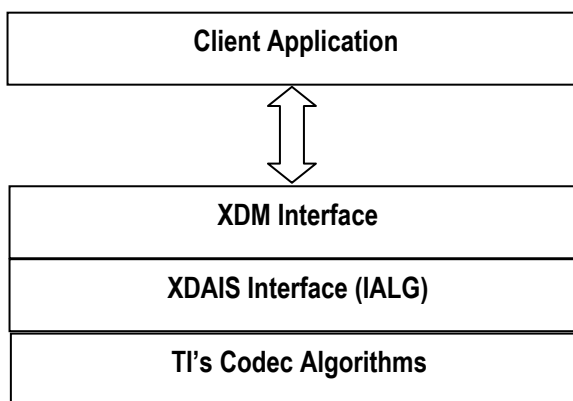 Client Application
XDM Interface
XDAIS Interface (IALG)
TI's Codec Algorithms